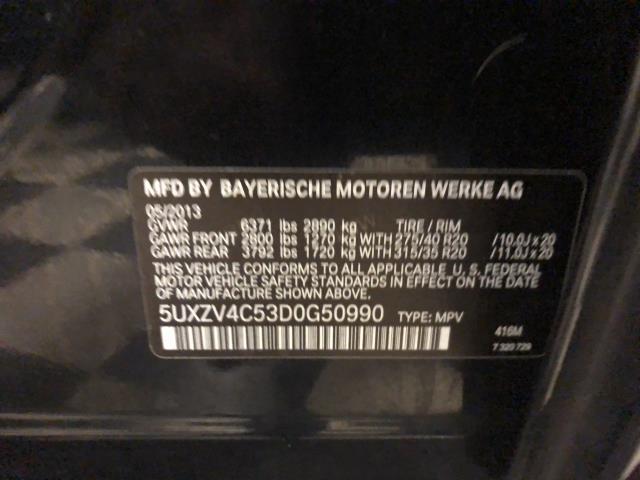 MFD BY BAYERISCHE MOTOREN WERKE AG
05/2013
GVWR 6371 lbs 2890 kg TIRE / RIM
GAWR FRONT 2800 lbs 1270 kg WITH 275/40 R20 /10.0J x 20
GAWR REAR 3792 lbs 1720 kg WITH 315/35 R20 /11.0J x 20
THIS VEHICLE CONFORMS TO ALL APPLICABLE U.S. FEDERAL
MOTOR VEHICLE SAFETY STANDARDS IN EFFECT ON THE DATE
OF MANUFACTURE SHOWN ABOVE.
5UXZV4C53D0G50990 TYPE: MPV
416M
7 320 729